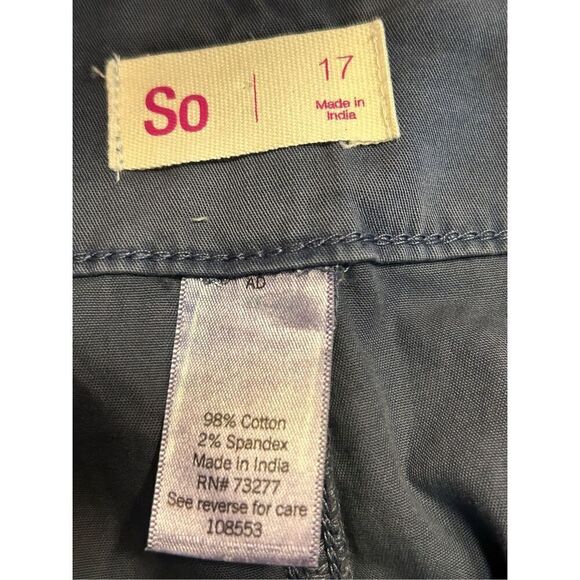 So
17
Made in
India
AD
98% Cotton
2% Spandex
Made in India
RN# 73277
See reverse for care
108553